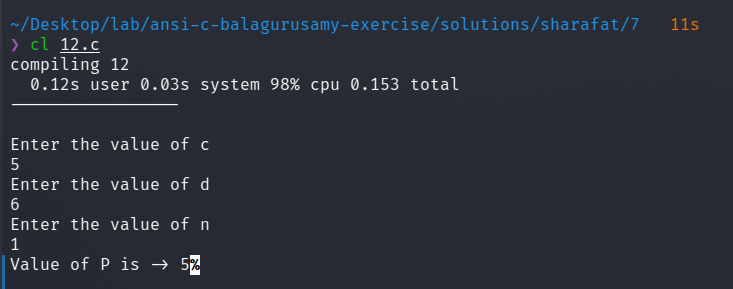 ~/Desktop/lab/ansi-c-balagurusamy-exercise/solutions/sharafat/7 11s
❯ cl 12.c
compiling 12
0.12s user 0.03s system 98% cpu 0.153 total
-----------------
Enter the value of c
5
Enter the value of d
6
Enter the value of n
1
Value of P is -> 5%